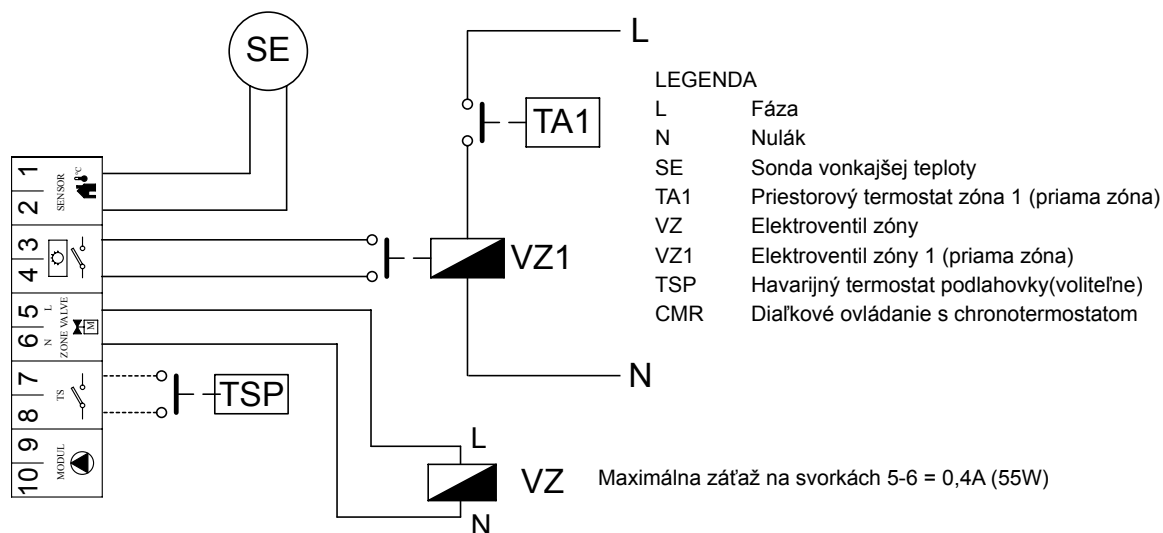 SE
L
TA1
VZ1
N
1
2
SENSOR
°C
3
4
5
6
L
N
ZONE VALVE
M
7
8
TS
TSP
9
10
MODUL
L
VZ
N
LEGENDA
L Fáza
N Nulák
SE Sonda vonkajšej teploty
TA1 Priestorový termostat zóna 1 (priama zóna)
VZ Elektroventil zóny
VZ1 Elektroventil zóny 1 (priama zóna)
TSP Havarijný termostat podlahovky(voliteľne)
CMR Diaľkové ovládanie s chronotermostatom
Maximálna záťaž na svorkách 5-6 = 0,4A (55W)